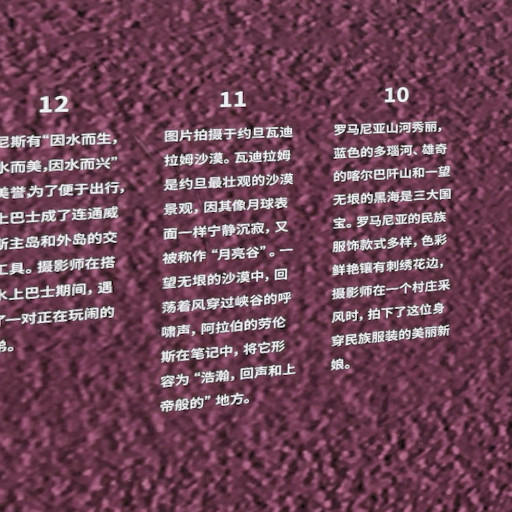 12
尼斯有“因水而生，
水而美，因水而兴”
美誉，为了便于出行，
上巴士成了连通威
斯主岛和外岛的交
工具。摄影师在搭
水上巴士期间，遇
了一对正在玩闹的
弟。
11
图片拍摄于约旦瓦迪
拉姆沙漠。瓦迪拉姆
是约旦最壮观的沙漠
景观，因其像月球表
面一样宁静沉寂，又
被称作“月亮谷”。一
望无垠的沙漠中，回
荡着风穿过峡谷的呼
啸声，阿拉伯的劳伦
斯在笔记中，将它形
容为“浩瀚，回声和上
帝般的”地方。
10
罗马尼亚山河秀丽，
蓝色的多瑙河、雄奇
的喀尔巴阡山和一望
无垠的黑海是三大国
宝。罗马尼亚的民族
服饰款式多样，色彩
鲜艳镶有刺绣花边，
摄影师在一个村庄采
风时，拍下了这位身
穿民族服装的美丽新
娘。